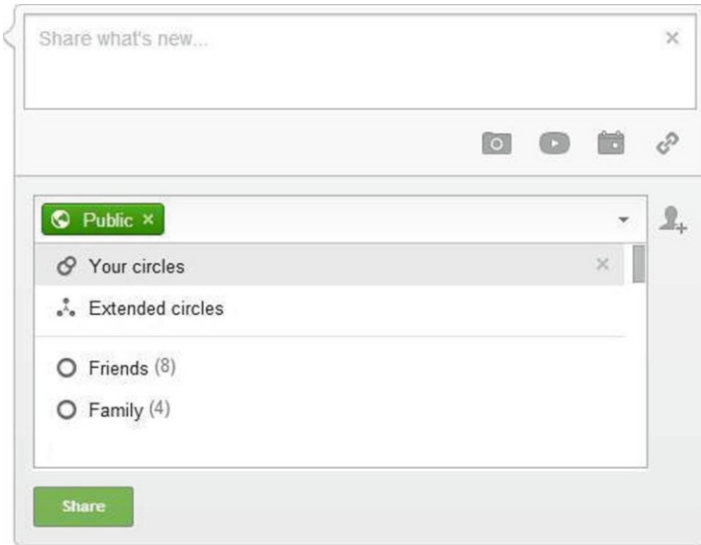 Share what's new...
Public
Your circles
Extended circles
Friends (8)
Family (4)
Share